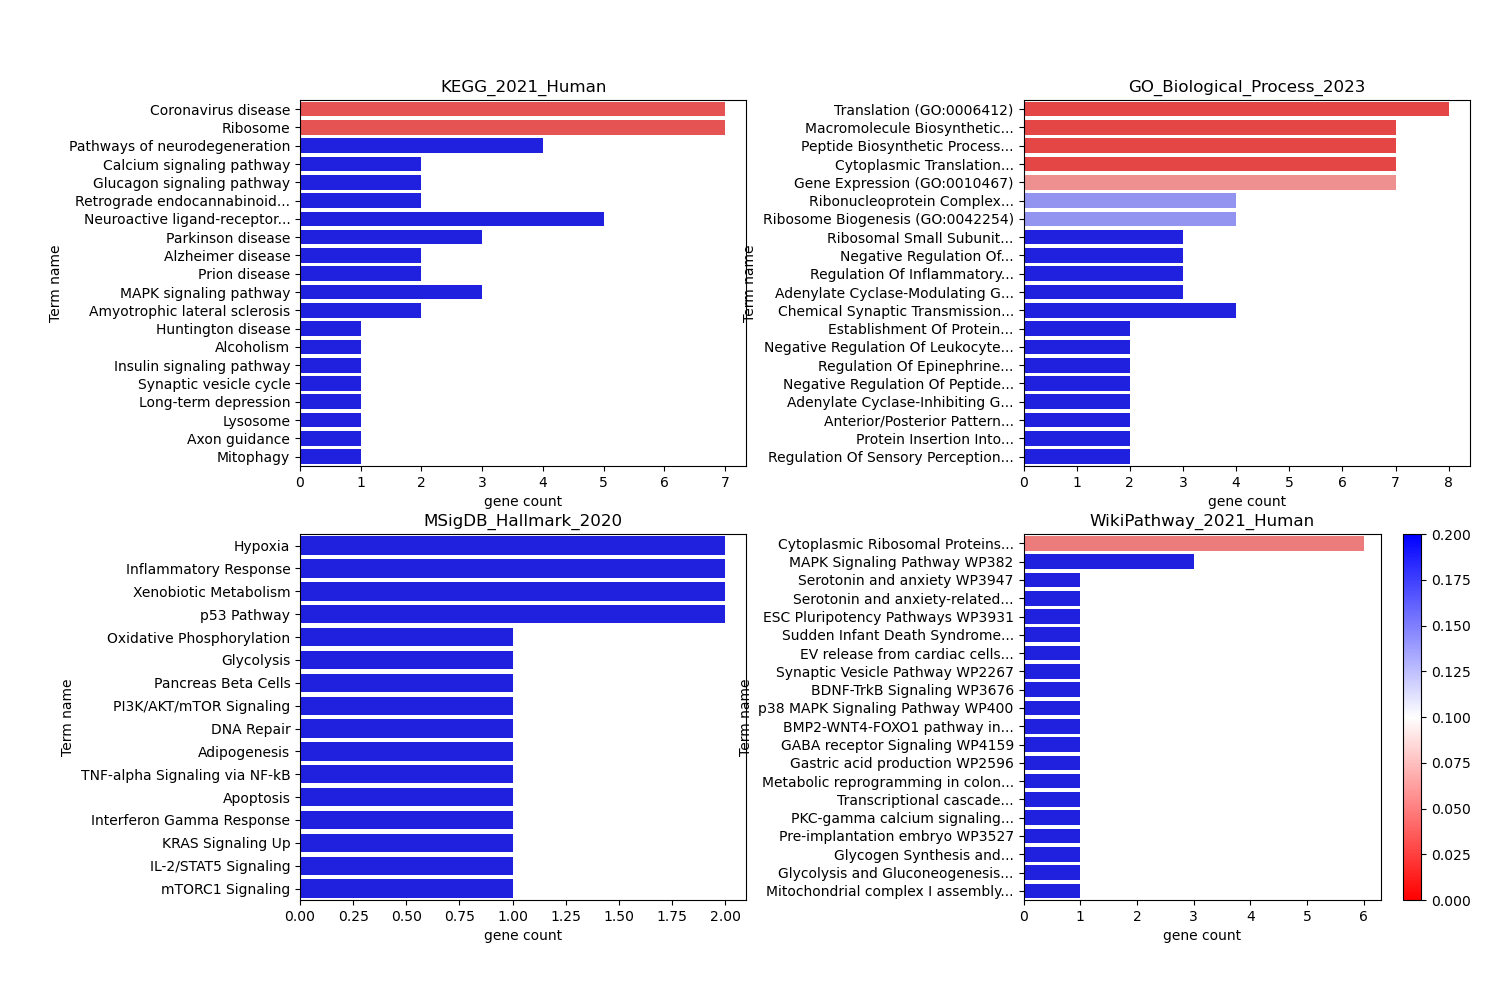 KEGG_2021_Human
Coronavirus disease
Ribosome
Pathways of neurodegeneration
Calcium signaling pathway
Glucagon signaling pathway
Retrograde endocannabinoid...
Neuroactive ligand-receptor...
Parkinson disease
Alzheimer disease
Prion disease
MAPK signaling pathway
Amyotrophic lateral sclerosis
Huntington disease
Alcoholism
Insulin signaling pathway
Synaptic vesicle cycle
Long-term depression
Lysosome
Axon guidance
Mitophagy
Term name
0 1 2 3 4 5 6 7
gene count
GO_Biological_Process_2023
Translation (GO:0006412)
Macromolecule Biosynthetic...
Peptide Biosynthetic Process...
Cytoplasmic Translation...
Gene Expression (GO:0010467)
Ribonucleoprotein Complex...
Ribosome Biogenesis (GO:0042254)
Ribosomal Small Subunit...
Negative Regulation Of...
Regulation Of Inflammatory...
Adenylate Cyclase-Modulating G...
Chemical Synaptic Transmission...
Establishment Of Protein...
Negative Regulation Of Leukocyte...
Regulation Of Epinephrine...
Negative Regulation Of Peptide...
Adenylate Cyclase-Inhibiting G...
Anterior/Posterior Pattern...
Protein Insertion Into...
Regulation Of Sensory Perception...
Term name
0 1 2 3 4 5 6 7 8
gene count
MSigDB_Hallmark_2020
Hypoxia
Inflammatory Response
Xenobiotic Metabolism
p53 Pathway
Oxidative Phosphorylation
Glycolysis
Pancreas Beta Cells
PI3K/AKT/mTOR Signaling
DNA Repair
Adipogenesis
TNF-alpha Signaling via NF-kB
Apoptosis
Interferon Gamma Response
KRAS Signaling Up
IL-2/STAT5 Signaling
mTORC1 Signaling
Term name
0.00 0.25 0.50 0.75 1.00 1.25 1.50 1.75 2.00
gene count
WikiPathway_2021_Human
Cytoplasmic Ribosomal Proteins...
MAPK Signaling Pathway WP382
Serotonin and anxiety WP3947
Serotonin and anxiety-related...
ESC Pluripotency Pathways WP3931
Sudden Infant Death Syndrome...
EV release from cardiac cells...
Synaptic Vesicle Pathway WP2267
BDNF-TrkB Signaling WP3676
p38 MAPK Signaling Pathway WP400
BMP2-WNT4-FOXO1 pathway in...
GABA receptor Signaling WP4159
Gastric acid production WP2596
Metabolic reprogramming in colon...
Transcriptional cascade...
PKC-gamma calcium signaling...
Pre-implantation embryo WP3527
Glycogen Synthesis and...
Glycolysis and Gluconeogenesis...
Mitochondrial complex I assembly...
Term name
0 1 2 3 4 5 6
gene count
0.200
0.175
0.150
0.125
0.100
0.075
0.050
0.025
0.000